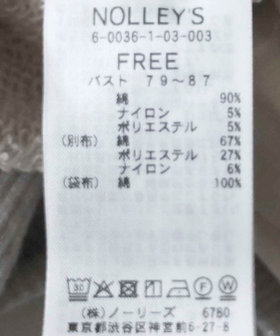 NOLLEY'S
6-0036-1-03-003
FREE
バスト 79～87
綿 90%
ナイロン 5%
ポリエステル 5%
(別布) 綿 67%
ポリエステル 27%
ナイロン 6%
(袋布) 綿 100%
30
F W
(株)ノーリーズ 6780
東京都渋谷区神宮前6-27-8